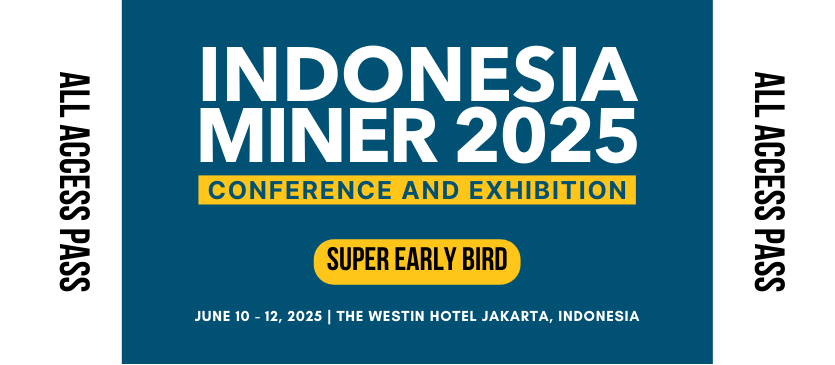 ALL ACCESS PASS
INDONESIA
MINER 2025
CONFERENCE AND EXHIBITION
SUPER EARLY BIRD
JUNE 10 - 12, 2025 | THE WESTIN HOTEL JAKARTA, INDONESIA
ALL ACCESS PASS